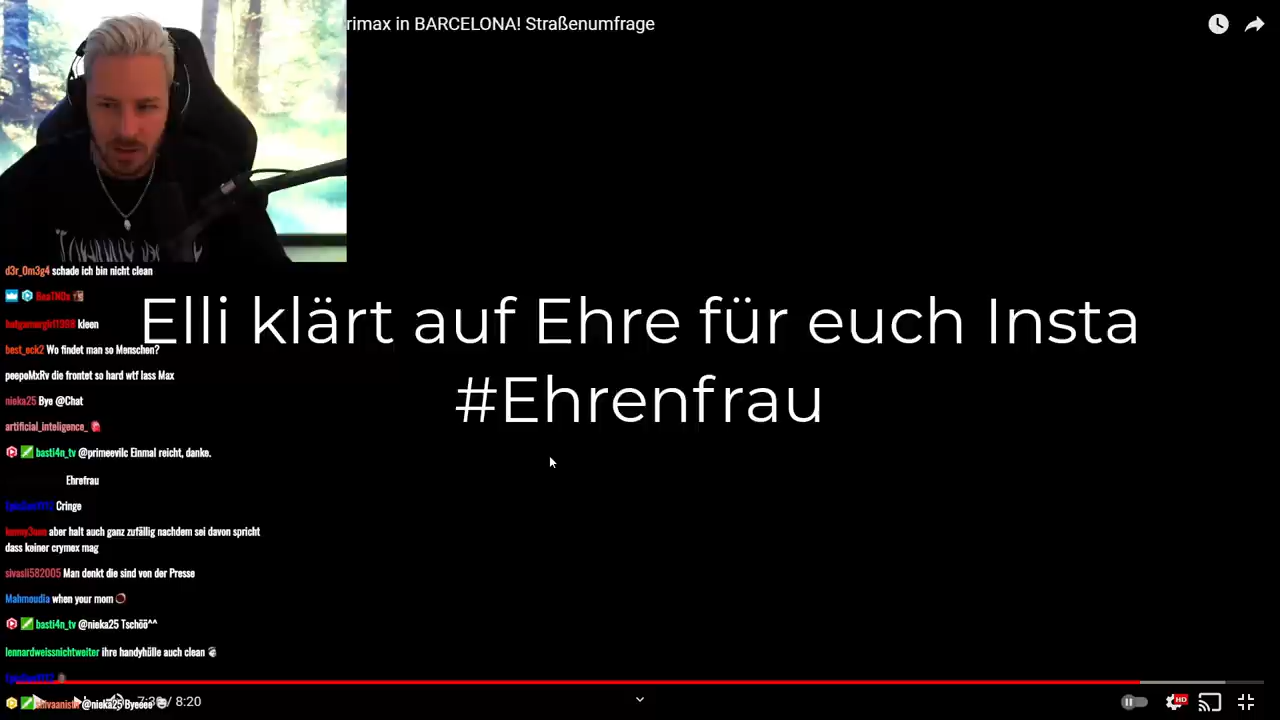 rimax in BARCELONA! Straßenumfrage
d3r_0m3g4 schade ich bin nicht clean
kleen
best_eck2 Wo findet man so Menschen?
peepoMxRv die frontet so hard wtf lass Max
nieka25 Bye @Chat
artificial_inteligence_
basti4n_tv @primeevilc Einmal reicht, danke.
Ehrefrau
Cringe
aber halt auch ganz zufällig nachdem sei davon spricht
dass keiner crymex mag
sivasli582005 Man denkt die sind von der Presse
Mahmoudia when your mom
basti4n_tv @nieka25 Tschöö^^
lennardweissnichtweiter ihre handyhülle auch clean
@nieka25 Byeeee
Elli klärt auf Ehre für euch Insta
#Ehrenfrau
/ 8:20
HD